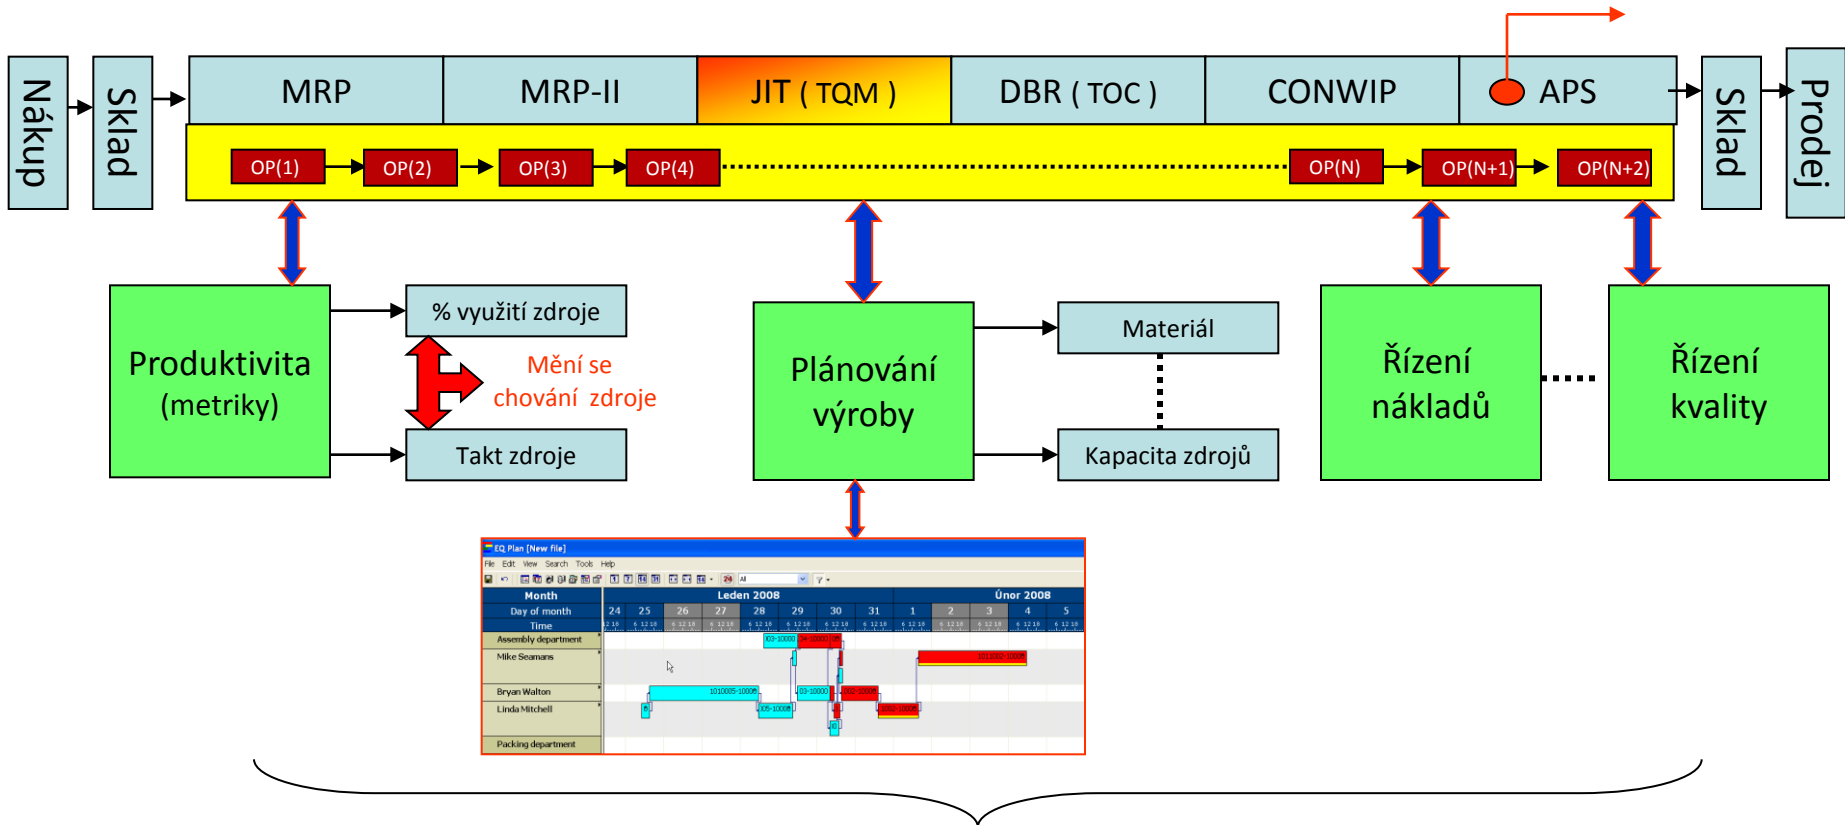 Nákup
Sklad
MRP
MRP-II
JIT ( TQM )
DBR ( TOC )
CONWIP
APS
Sklad
Prodej
OP(1)
OP(2)
OP(3)
OP(4)
OP(N)
OP(N+1)
OP(N+2)
Produktivita
(metriky)
% využití zdroje
Mění se
chování zdroje
Takt zdroje
Plánování
výroby
Materiál
Kapacita zdrojů
Řízení
nákladů
Řízení
kvality
EQ Plan [New file]
File Edit View Search Tools Help
All
Month Leden 2008 Únor 2008
Day of month 24 25 26 27 28 29 30 31 1 2 3 4 5
Time
Assembly department
Mike Seamans
Bryan Walton 1010005-10008
Linda Mitchell
Packing department